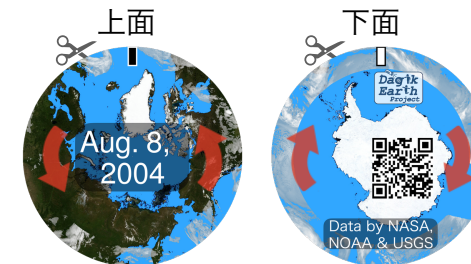 上面
下面
Aug. 8,
2004
Dagik
Earth
Project
Data by NASA,
NOAA & USGS